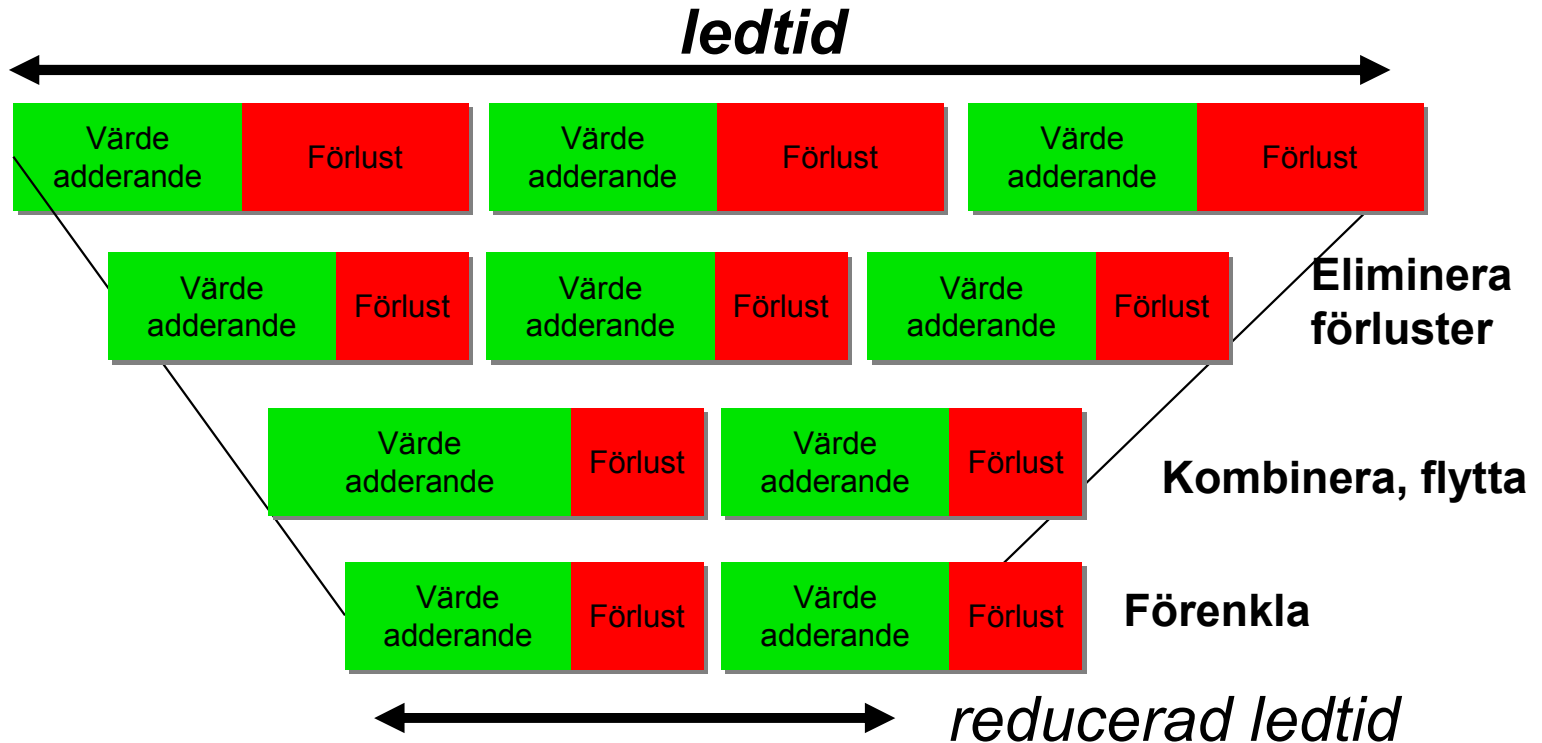 ledtid
Värde
adderande
Förlust
Värde
adderande
Förlust
Värde
adderande
Förlust
Värde
adderande
Förlust
Värde
adderande
Förlust
Värde
adderande
Förlust
Eliminera
förluster
Värde
adderande
Förlust
Värde
adderande
Förlust
Kombinera, flytta
Värde
adderande
Förlust
Värde
adderande
Förlust
Förenkla
reducerad ledtid